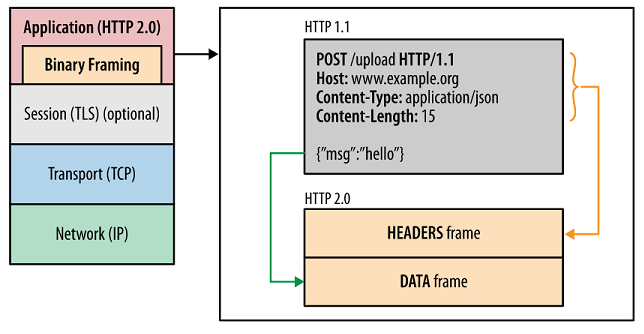 Application (HTTP 2.0)
Binary Framing
Session (TLS) (optional)
Transport (TCP)
Network (IP)
HTTP 1.1
POST /upload HTTP/1.1
Host: www.example.org
Content-Type: application/json
Content-Length: 15
{”msg”:”hello”}
HTTP 2.0
HEADERS frame
DATA frame